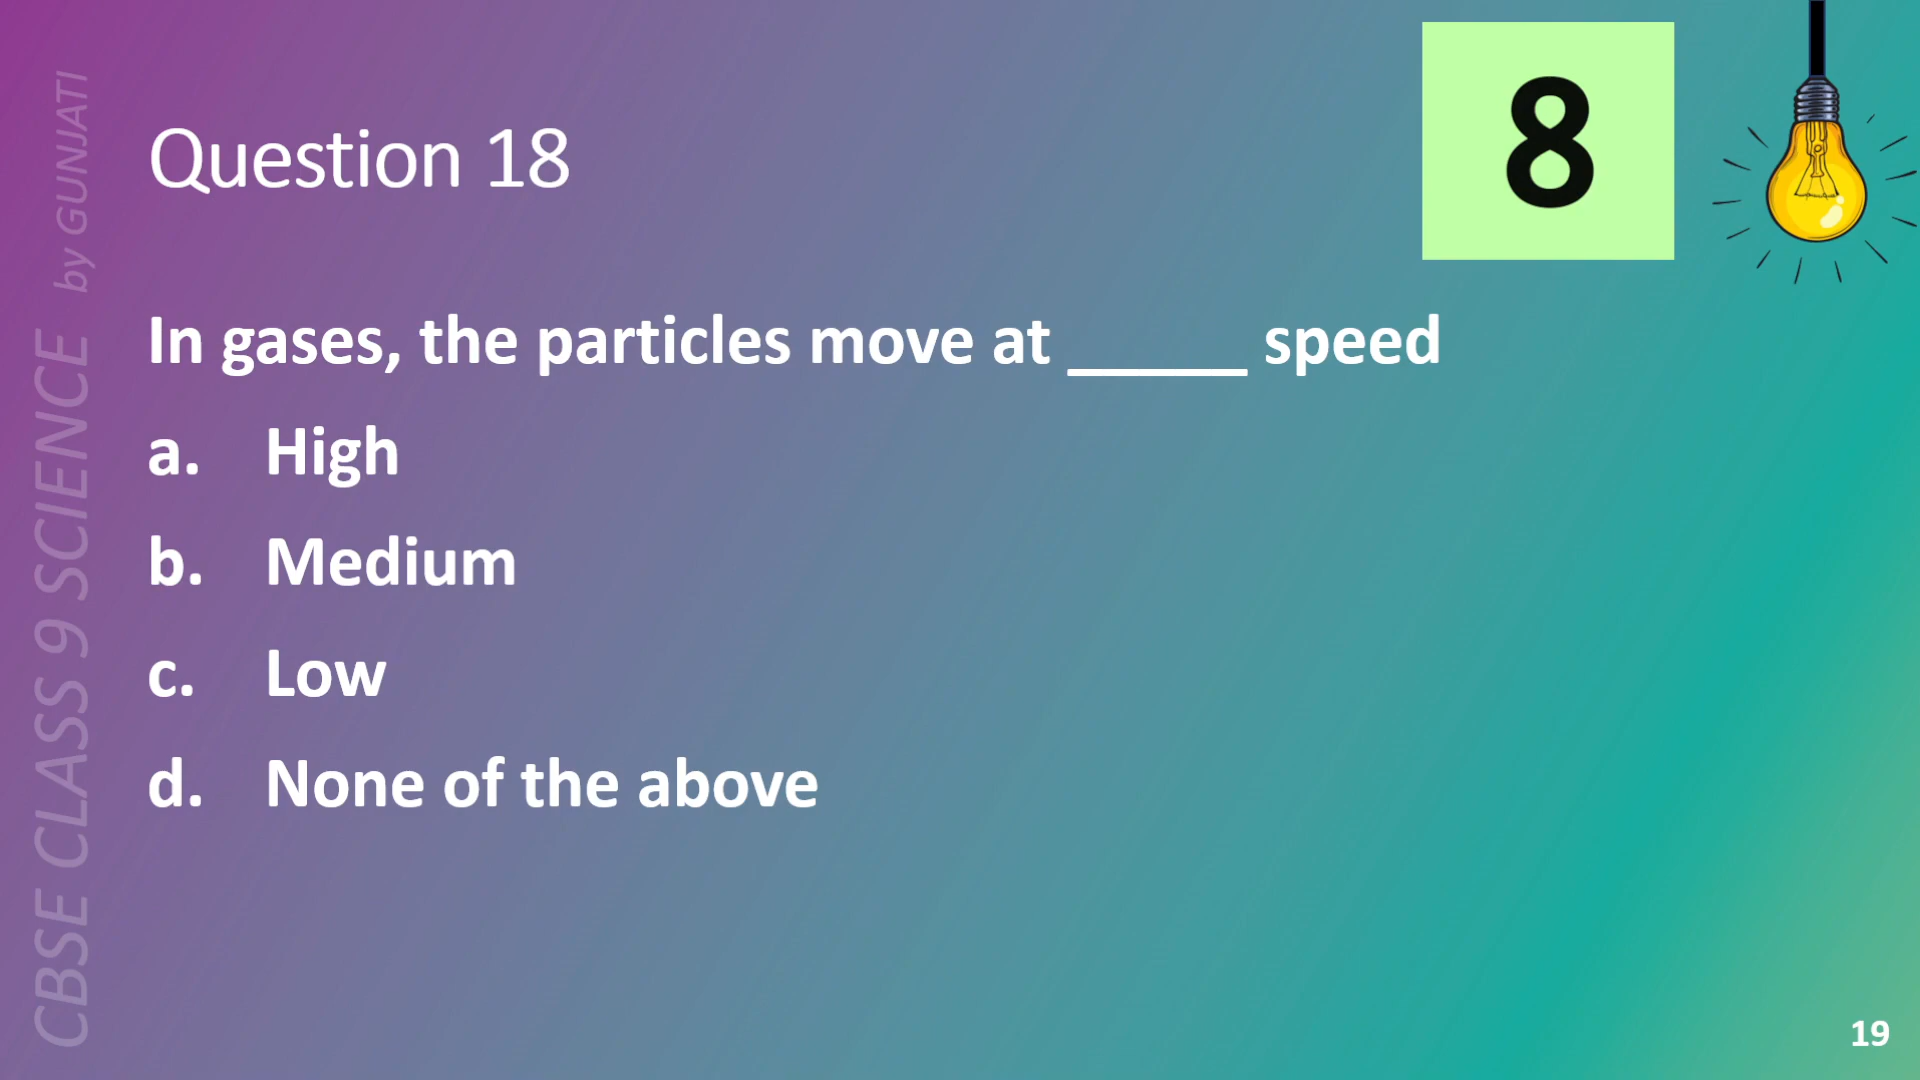 CBSE CLASS 9 SCIENCE by GUNJATI
Question 18
8
In gases, the particles move at ______ speed
a. High
b. Medium
c. Low
d. None of the above
19